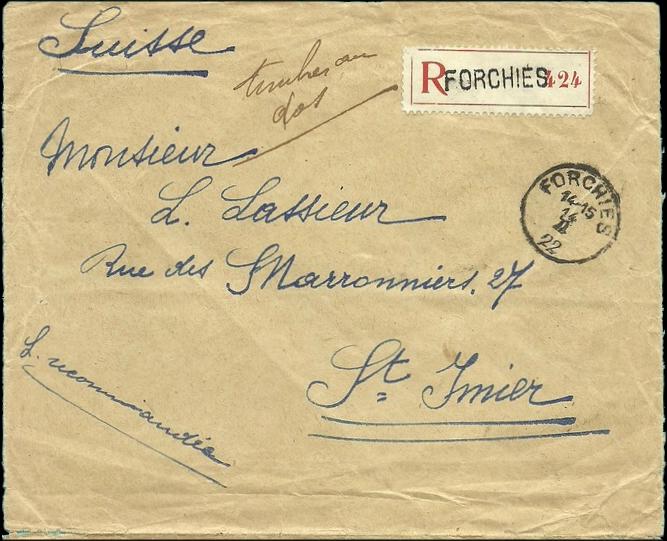 Suisse
timbres au
dos
R FORCHIES 424
Monsieur
L. Lassieur
Rue des Marronniers, 27
St Imier
L. recommandée
FORCHIES
14-15
14
II
22